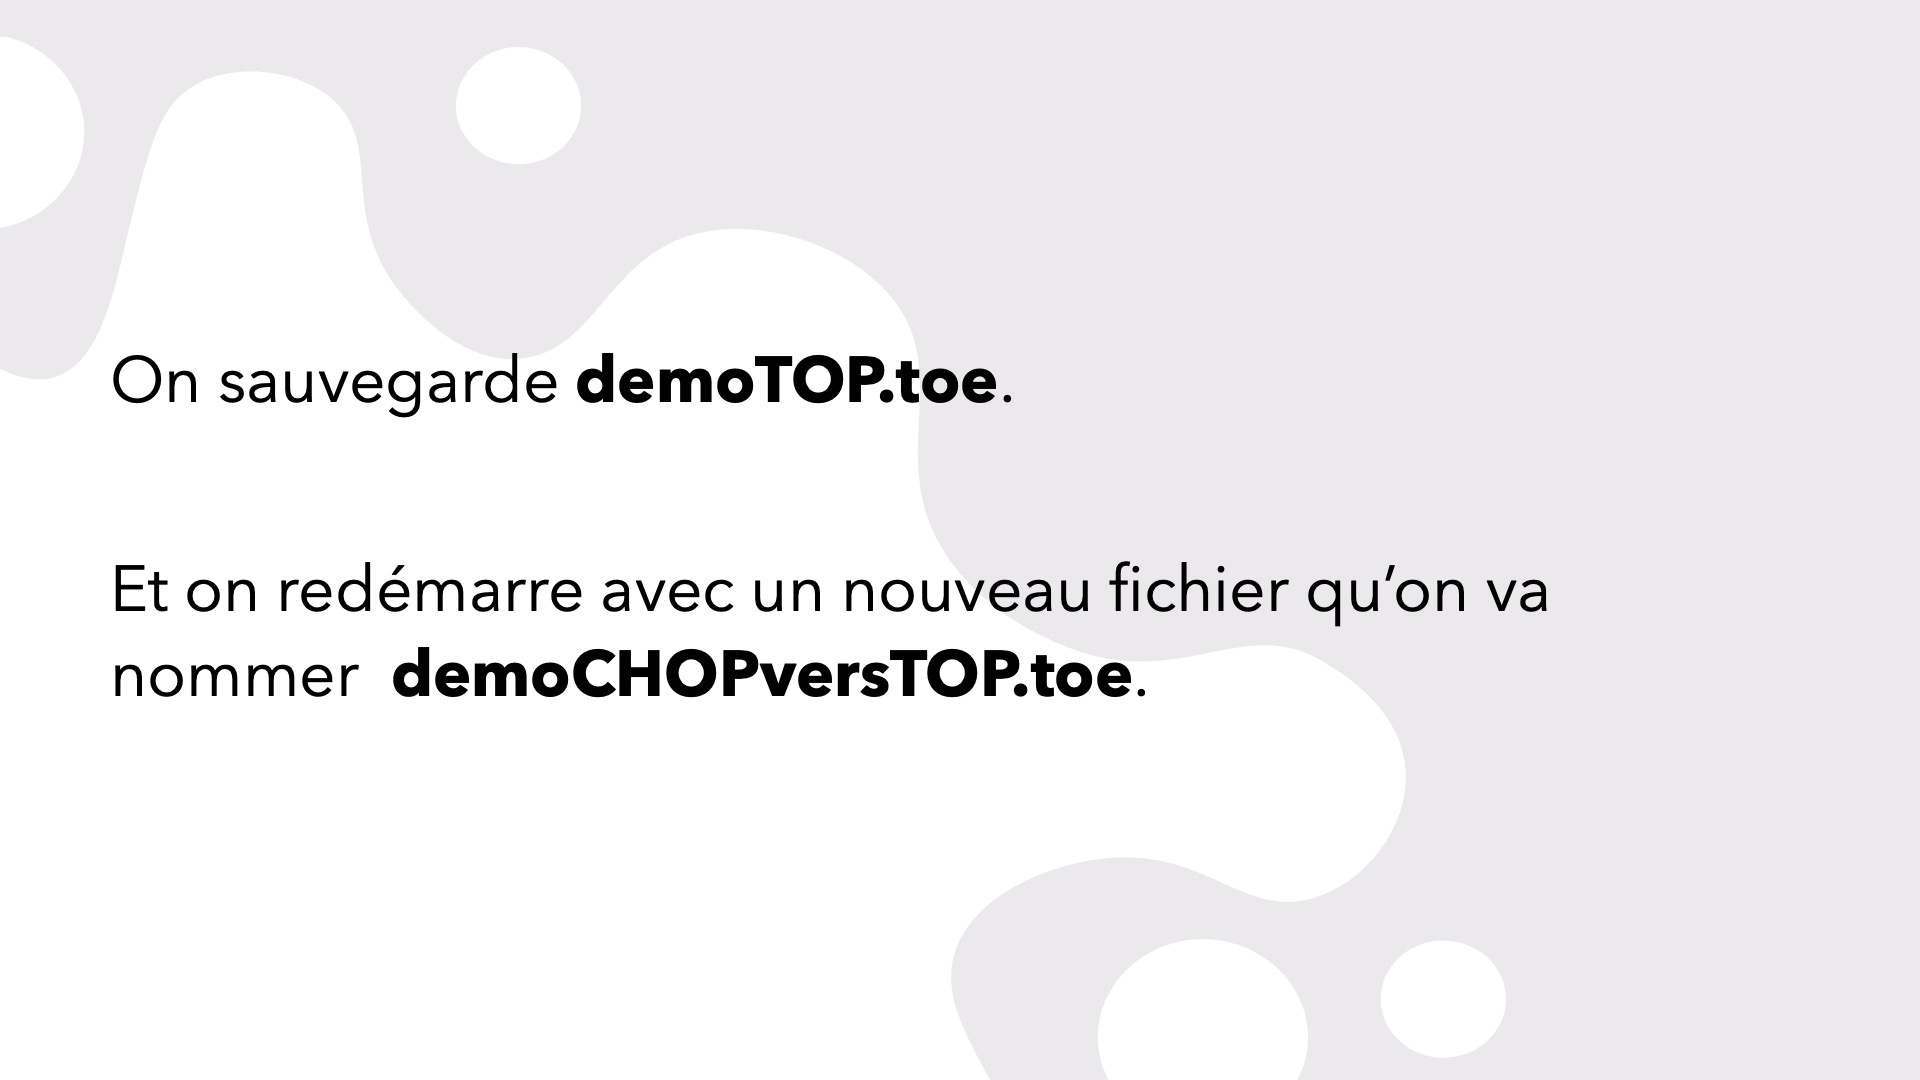 On sauvegarde demoTOP.toe.
Et on redémarre avec un nouveau fichier qu’on va
nommer  demoCHOPversTOP.toe.